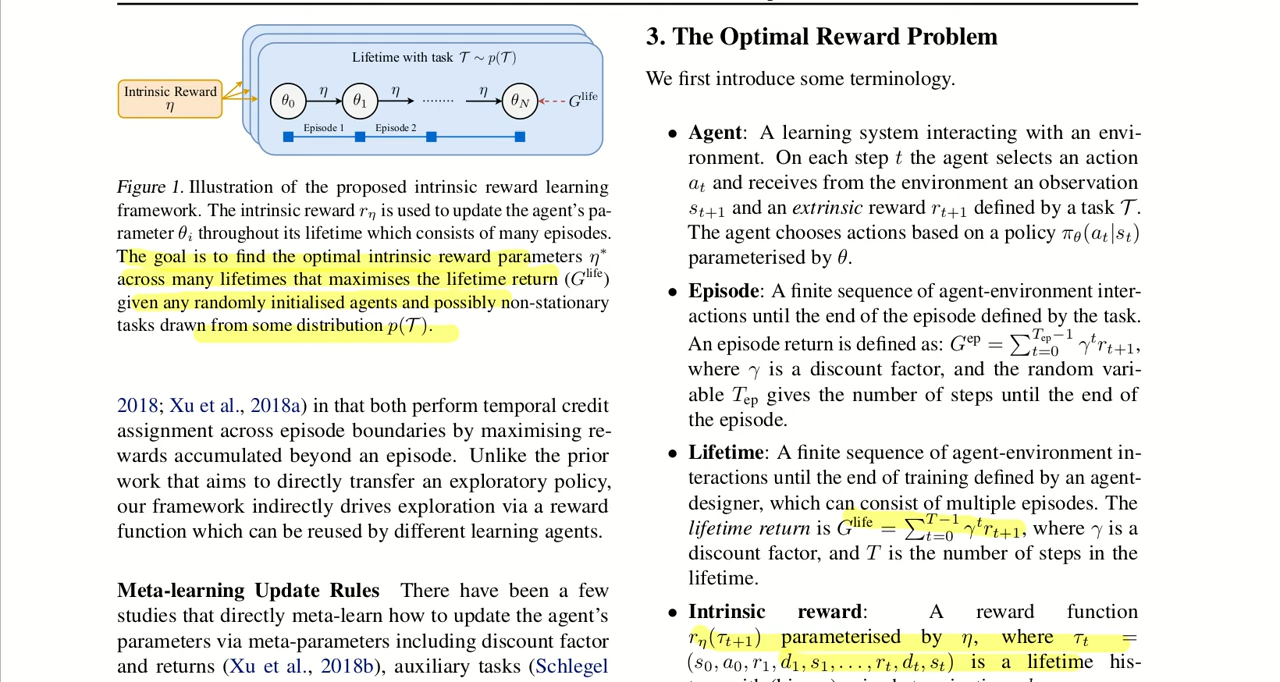 Lifetime with task 𝒯 ∼ p(𝒯)
Intrinsic Reward
η
θ₀ η θ₁ η ........ η θ_N G^life
Episode 1 Episode 2
Figure 1. Illustration of the proposed intrinsic reward learning
framework. The intrinsic reward r_η is used to update the agent's pa-
rameter θ_i throughout its lifetime which consists of many episodes.
The goal is to find the optimal intrinsic reward parameters η*
across many lifetimes that maximises the lifetime return (G^life)
given any randomly initialised agents and possibly non-stationary
tasks drawn from some distribution p(𝒯).
2018; Xu et al., 2018a) in that both perform temporal credit
assignment across episode boundaries by maximising re-
wards accumulated beyond an episode. Unlike the prior
work that aims to directly transfer an exploratory policy,
our framework indirectly drives exploration via a reward
function which can be reused by different learning agents.
Meta-learning Update Rules There have been a few
studies that directly meta-learn how to update the agent's
parameters via meta-parameters including discount factor
and returns (Xu et al., 2018b), auxiliary tasks (Schlegel
3. The Optimal Reward Problem
We first introduce some terminology.
• Agent: A learning system interacting with an envi-
ronment. On each step t the agent selects an action
a_t and receives from the environment an observation
s_{t+1} and an extrinsic reward r_{t+1} defined by a task 𝒯.
The agent chooses actions based on a policy π_θ(a_t|s_t)
parameterised by θ.
• Episode: A finite sequence of agent-environment inter-
actions until the end of the episode defined by the task.
An episode return is defined as: G^ep = ∑_{t=0}^{T_ep−1} γ^t r_{t+1},
where γ is a discount factor, and the random vari-
able T_ep gives the number of steps until the end of
the episode.
• Lifetime: A finite sequence of agent-environment in-
teractions until the end of training defined by an agent-
designer, which can consist of multiple episodes. The
lifetime return is G^life = ∑_{t=0}^{T−1} γ^t r_{t+1}, where γ is a
discount factor, and T is the number of steps in the
lifetime.
• Intrinsic reward: A reward function
r_η(τ_{t+1}) parameterised by η, where τ_t =
(s_0, a_0, r_1, d_1, s_1, . . . , r_t, d_t, s_t) is a lifetime his-